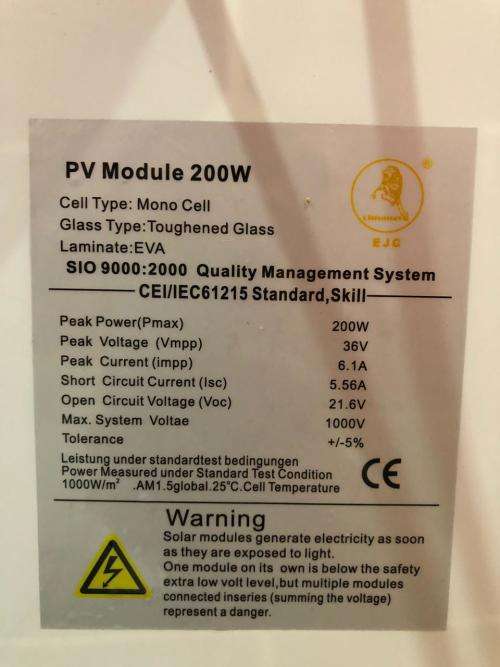 PV Module 200W
®
EJG
Cell Type: Mono Cell
Glass Type:Toughened Glass
Laminate:EVA
SIO 9000:2000 Quality Management System
CEI/IEC61215 Standard,Skill
Peak Power(Pmax) 200W
Peak Voltage (Vmpp) 36V
Peak Current (impp) 6.1A
Short Circuit Current (Isc) 5.56A
Open Circuit Voltage (Voc) 21.6V
Max. System Voltae 1000V
Tolerance +/-5%
Leistung under standardtest bedingungen
Power Measured under Standard Test Condition
1000W/m² .AM1.5global.25°C.Cell Temperature
CE
Warning
Solar modules generate electricity as soon
as they are exposed to light.
One module on its own is below the safety
extra low volt level,but multiple modules
connected inseries (summing the voltage)
represent a danger.